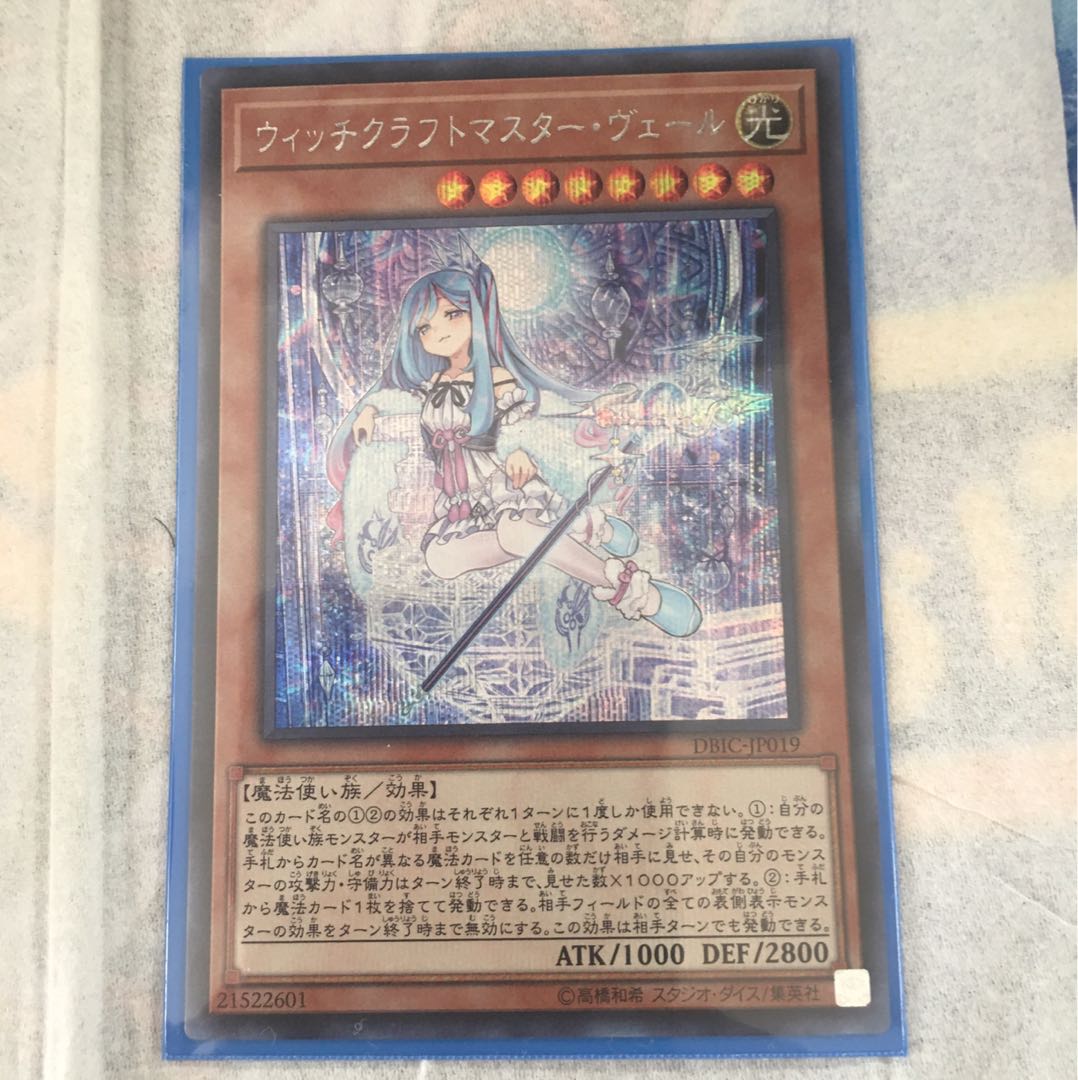 ウィッチクラフトマスター・ヴェール
光
DBIC-JP019
【魔法使い族／効果】
このカード名の①②の効果はそれぞれ1ターンに1度しか使用できない。①：自分の
魔法使い族モンスターが相手モンスターと戦闘を行うダメージ計算時に発動できる。
手札からカード名が異なる魔法カードを任意の数だけ相手に見せ、その自分のモンス
ターの攻撃力・守備力はターン終了時まで、見せた数×1000アップする。②：手札
から魔法カード1枚を捨てて発動できる。相手フィールドの全ての表側表示モンス
ターの効果をターン終了時まで無効にする。この効果は相手ターンでも発動できる。
ATK/1000 DEF/2800
21522601
©高橋和希 スタジオ・ダイス/集英社